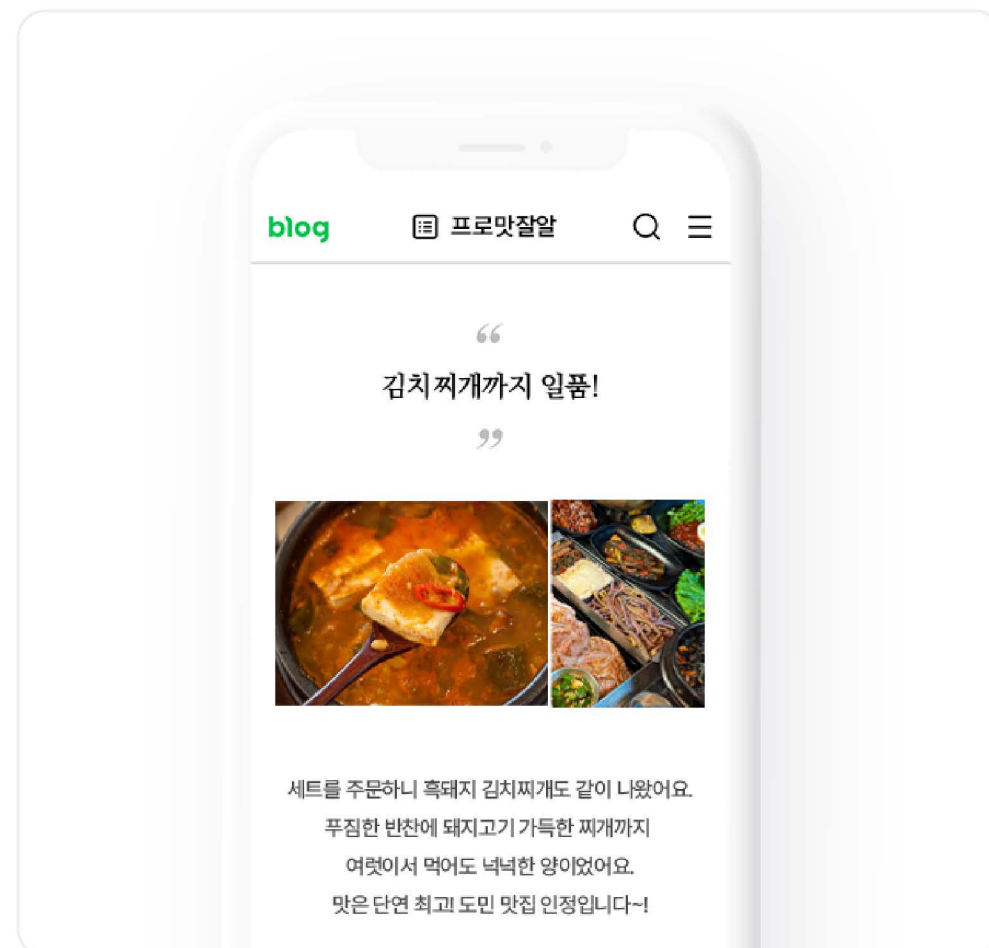 blog
프로맛잘알
“
김치찌개까지 일품!
”
세트를 주문하니 흑돼지 김치찌개도 같이 나왔어요.
푸짐한 반찬에 돼지고기 가득한 찌개까지
여럿이서 먹어도 넉넉한 양이었어요.
맛은 단연 최고! 도민 맛집 인정입니다~!